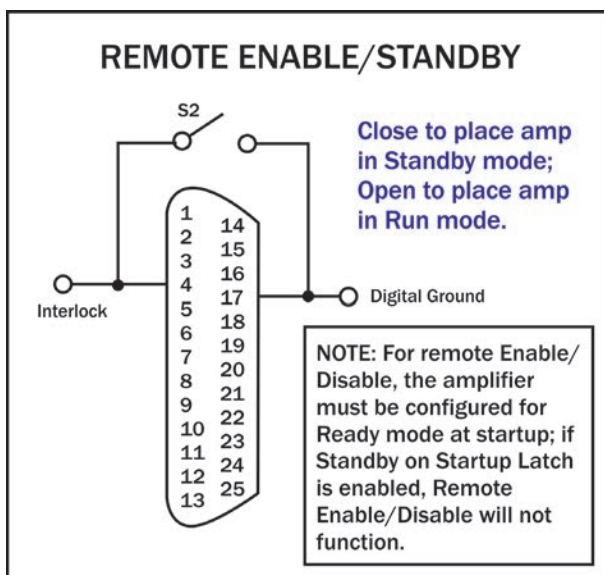 REMOTE ENABLE/STANDBY
S2
Close to place amp
in Standby mode;
Open to place amp
in Run mode.
1
2
3
4
5
6
7
8
9
10
11
12
13
14
15
16
17
18
19
20
21
22
23
24
25
Interlock
Digital Ground
NOTE: For remote Enable/
Disable, the amplifier
must be configured for
Ready mode at startup; if
Standby on Startup Latch
is enabled, Remote
Enable/Disable will not
function.